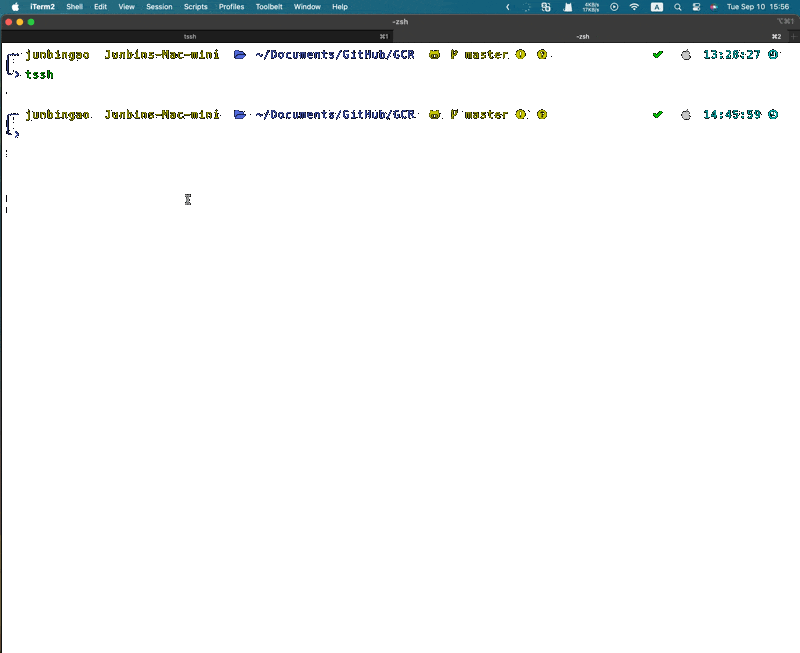 iTerm2 Shell Edit View Session Scripts Profiles Toolbelt Window Help 4KB/s 17KB/s A Tue Sep 10 15:56
-zsh ⌥⌘1
tssh ⌘1 -zsh ⌘2 +
junbingao Junbins-Mac-mini ~/Documents/GitHub/GCR master 13:26:27
tssh
junbingao Junbins-Mac-mini ~/Documents/GitHub/GCR master 14:45:59